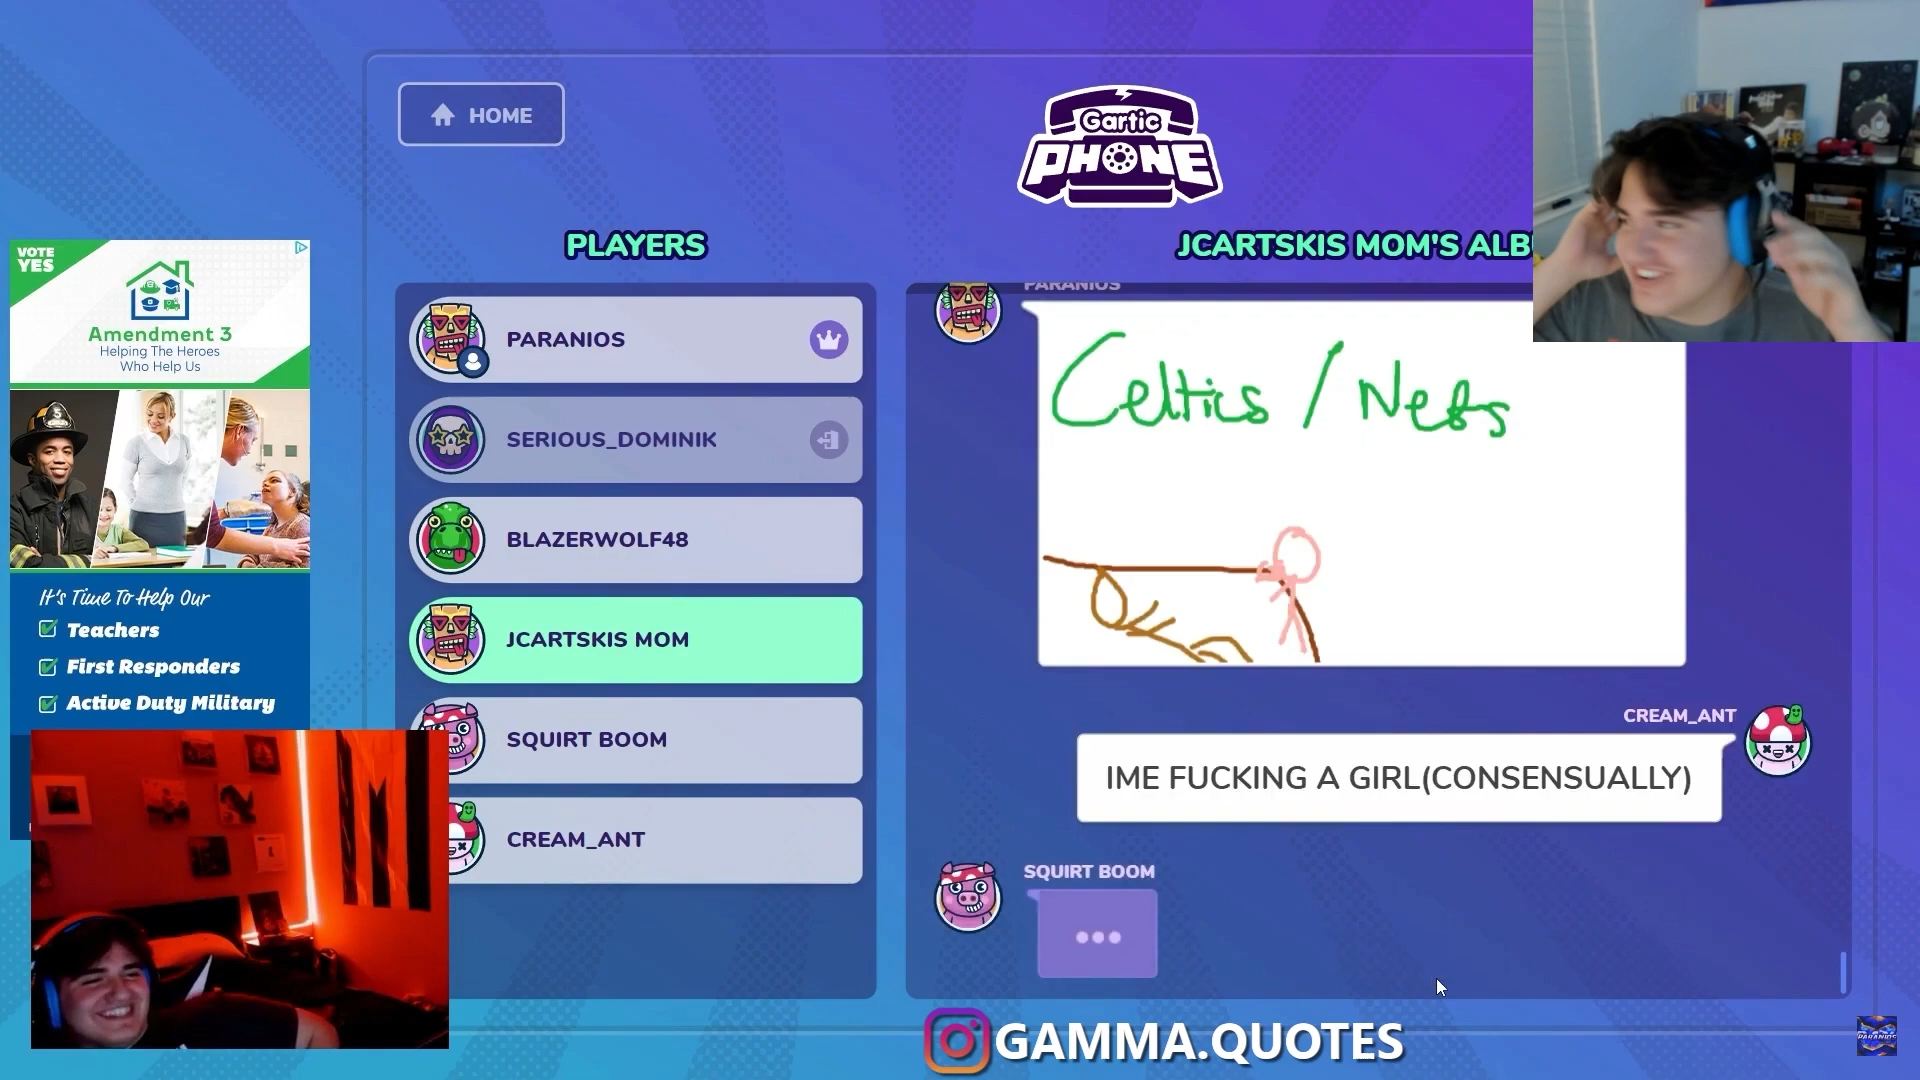 HOME
Gartic
PHONE
PLAYERS
JCARTSKIS MOM'S ALB
VOTE
YES
Amendment 3
Helping The Heroes
Who Help Us
5
It's Time To Help Our
Teachers
First Responders
Active Duty Military
PARANIOS
SERIOUS_DOMINIK
BLAZERWOLF48
JCARTSKIS MOM
SQUIRT BOOM
CREAM_ANT
PARANIOS
Celtics / Nets
CREAM_ANT
IME FUCKING A GIRL(CONSENSUALLY)
SQUIRT BOOM
GAMMA.QUOTES
PARANIOS